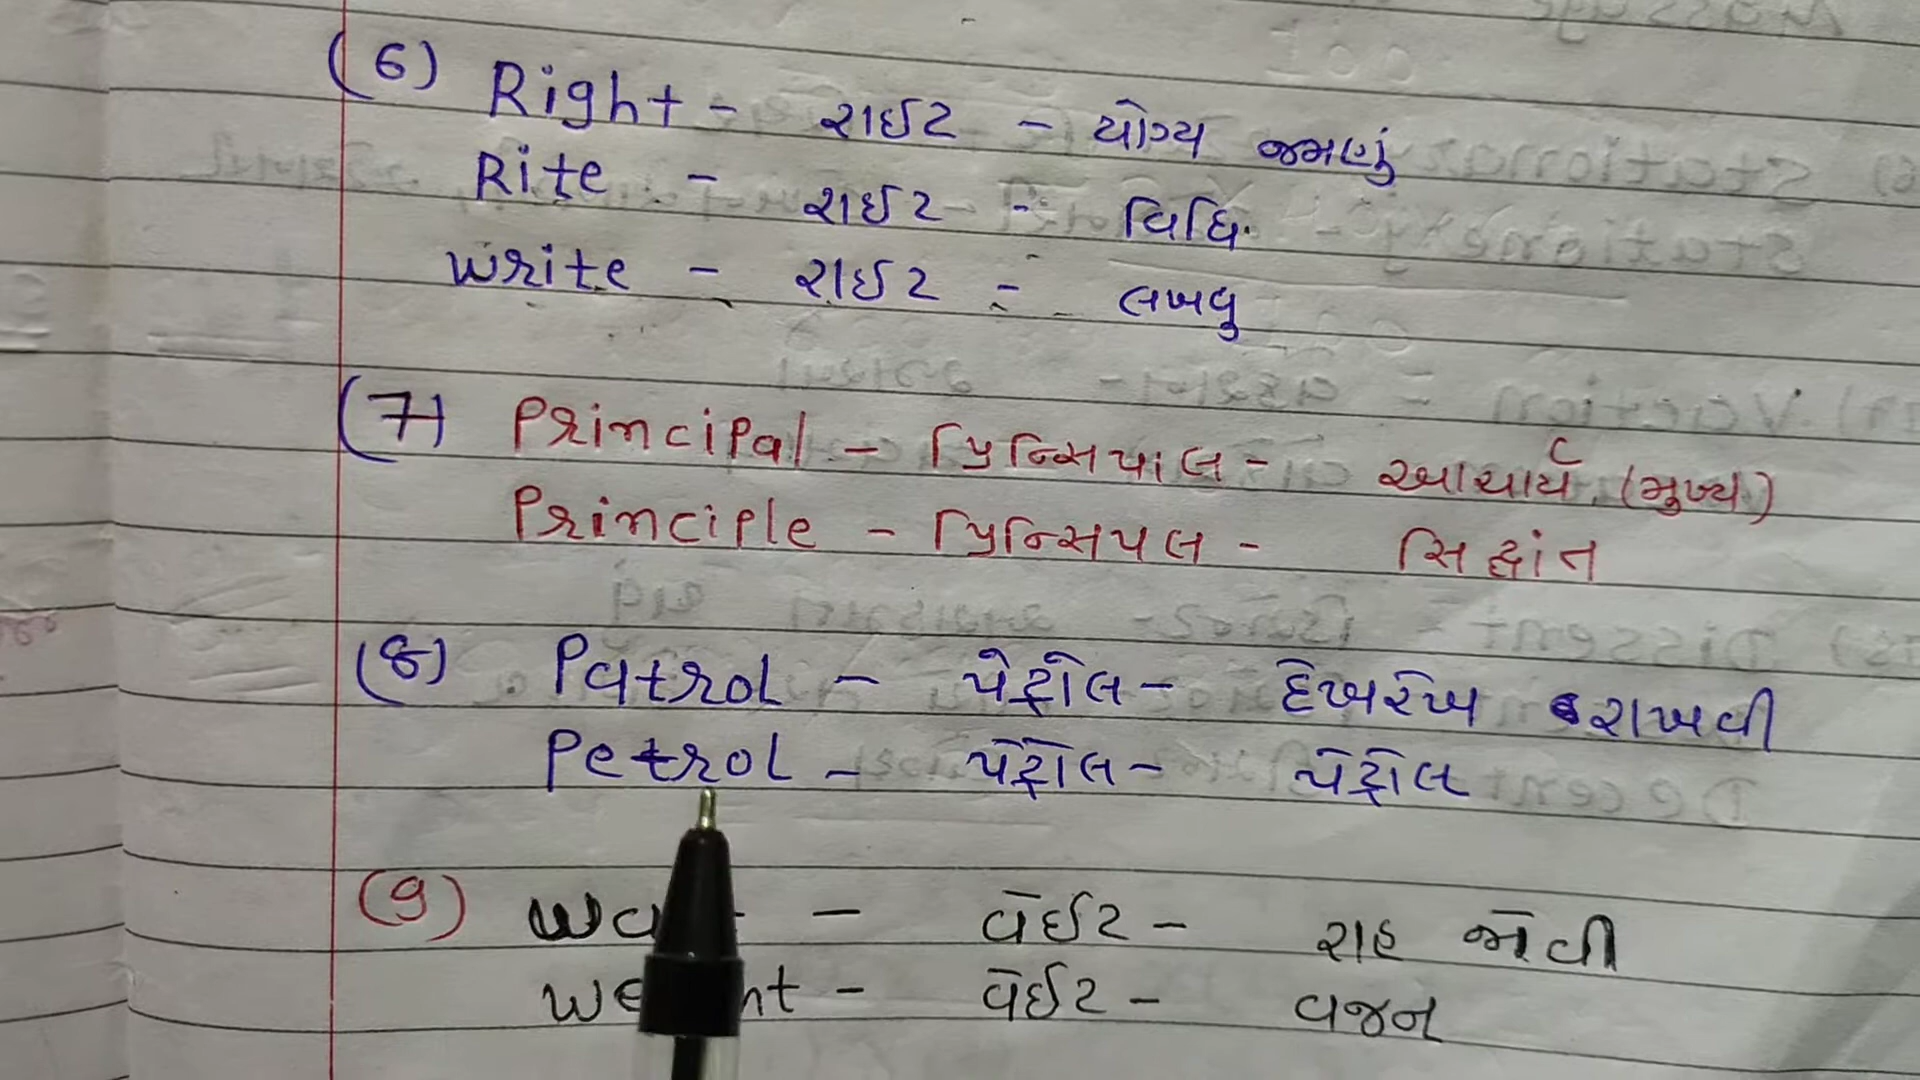 (6) Right - રાઈટ - યોગ્ય જમણું
Rite - રાઈટ - વિધિ
Write - રાઈટ - લખવુ
(7) Principal - પ્રિન્સિપાલ - આચાર્ય (મુખ્ય)
Principle - પ્રિન્સિપલ - સિદ્ધાંત
(8) Patrol - પેટ્રોલ - દેખરેખ રાખવી
Petrol - પેટ્રોલ - પેટ્રોલ
(9) - વેઈટ - રાહ જોવી
- વેઈટ - વજન